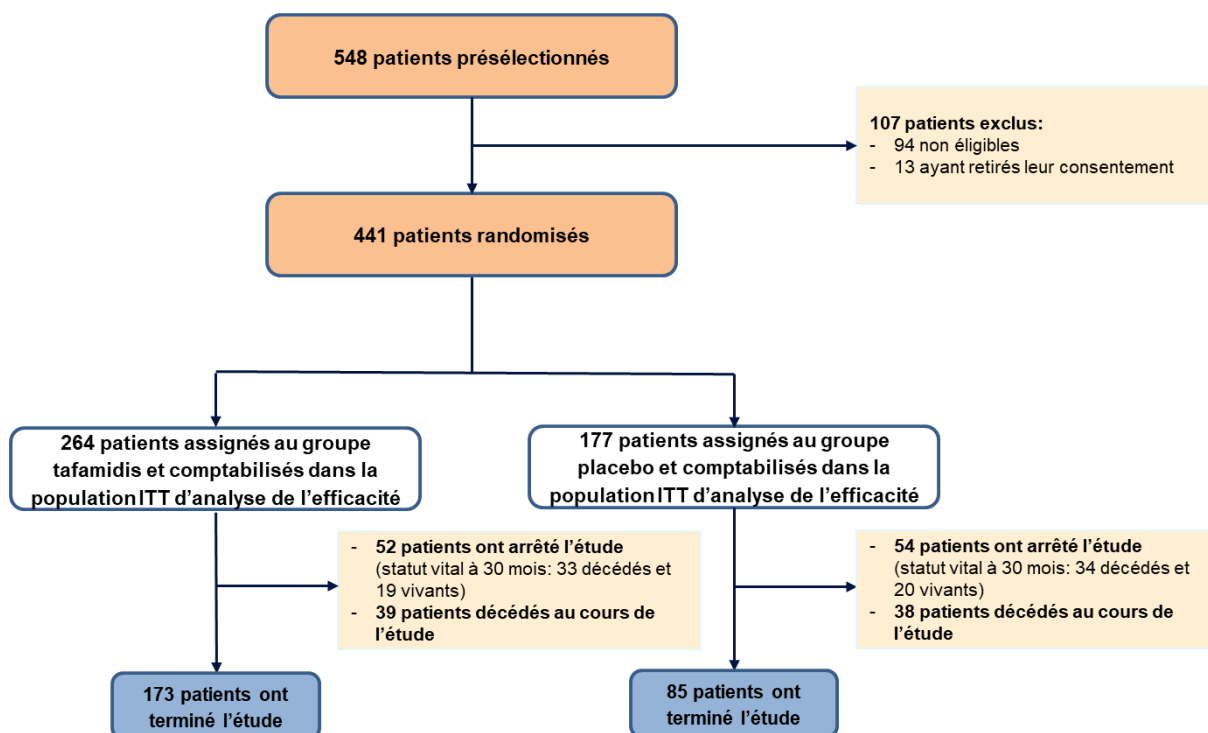 548 patients présélectionnés
107 patients exclus:
- 94 non éligibles
- 13 ayant retirés leur consentement
441 patients randomisés
264 patients assignés au groupe
tafamidis et comptabilisés dans la
population ITT d’analyse de l’efficacité
177 patients assignés au groupe
placebo et comptabilisés dans la
population ITT d’analyse de l’efficacité
- 52 patients ont arrêté l’étude
(statut vital à 30 mois: 33 décédés et
19 vivants)
- 39 patients décédés au cours de
l’étude
- 54 patients ont arrêté l’étude
(statut vital à 30 mois: 34 décédés et
20 vivants)
- 38 patients décédés au cours de
l’étude
173 patients ont
terminé l’étude
85 patients ont
terminé l’étude